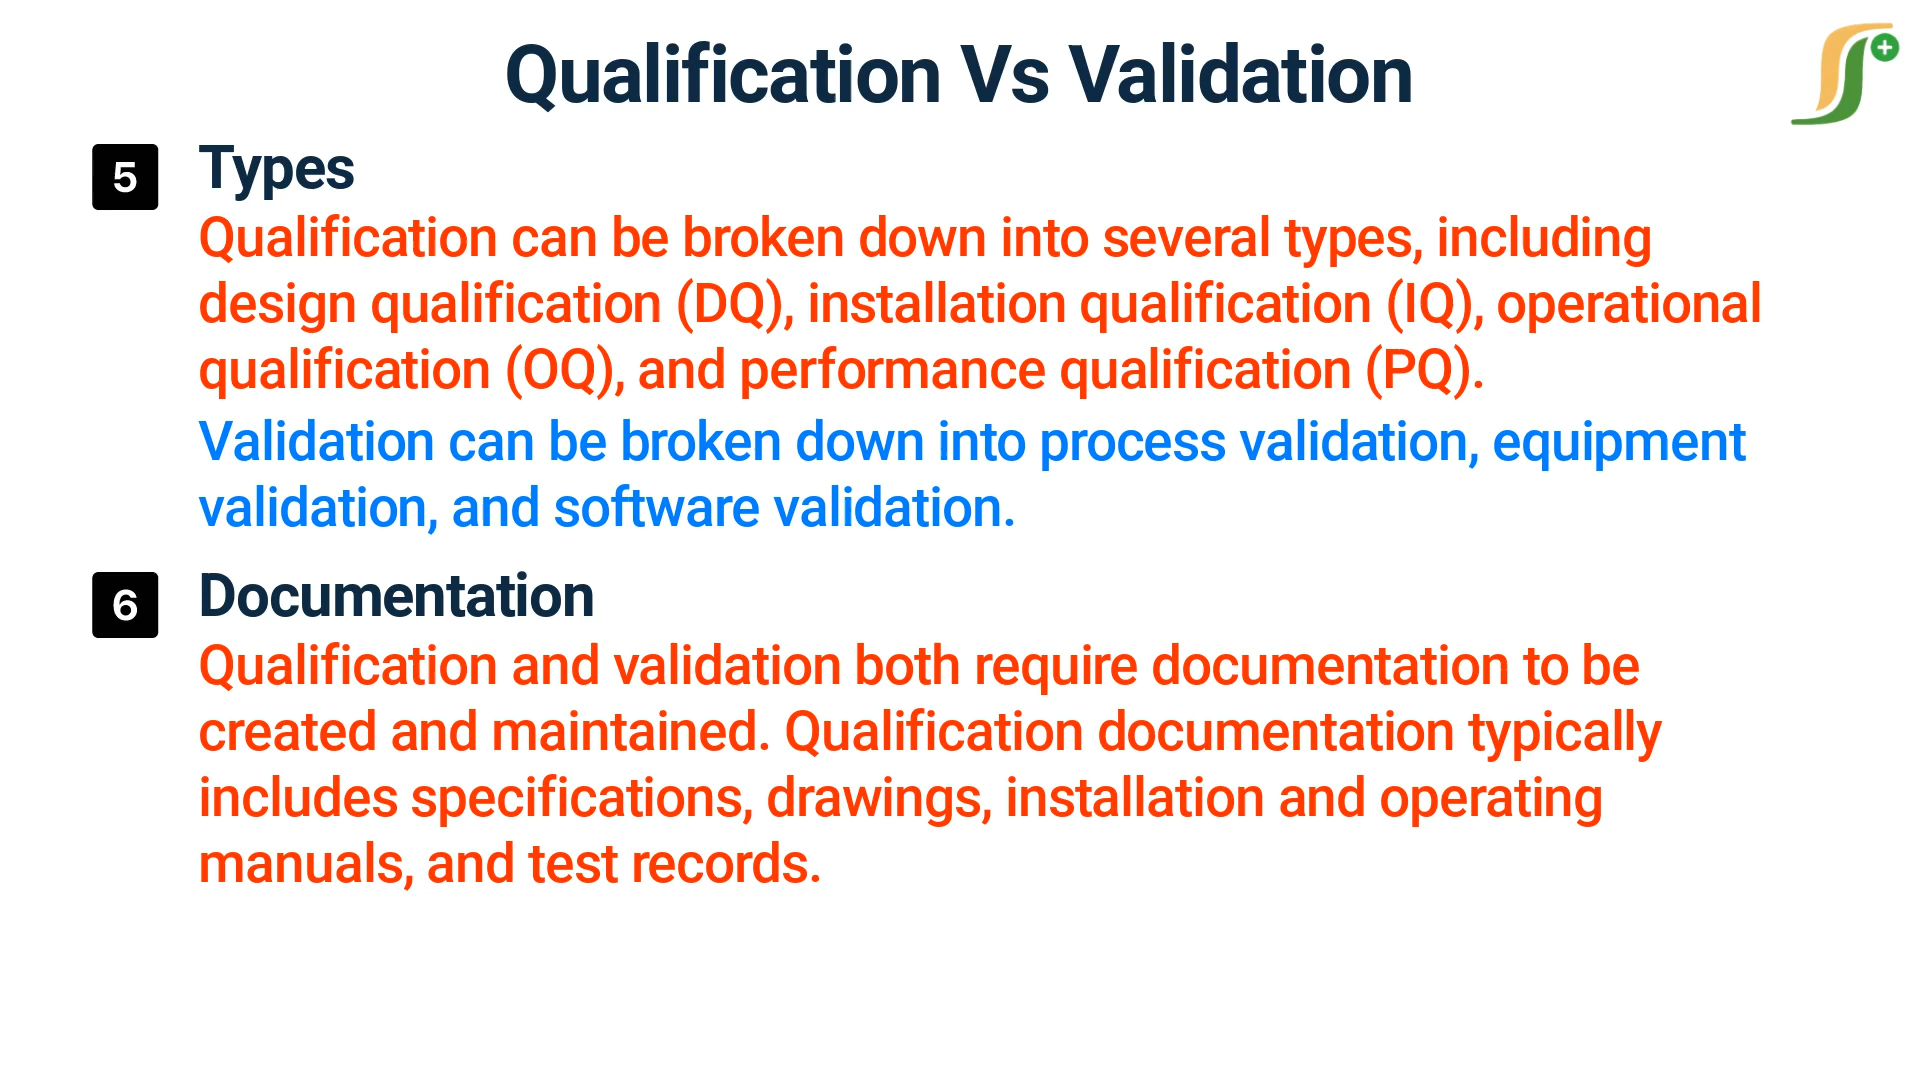 Qualification Vs Validation
5
Types
Qualification can be broken down into several types, including
design qualification (DQ), installation qualification (IQ), operational
qualification (OQ), and performance qualification (PQ).
Validation can be broken down into process validation, equipment
validation, and software validation.
6
Documentation
Qualification and validation both require documentation to be
created and maintained. Qualification documentation typically
includes specifications, drawings, installation and operating
manuals, and test records.